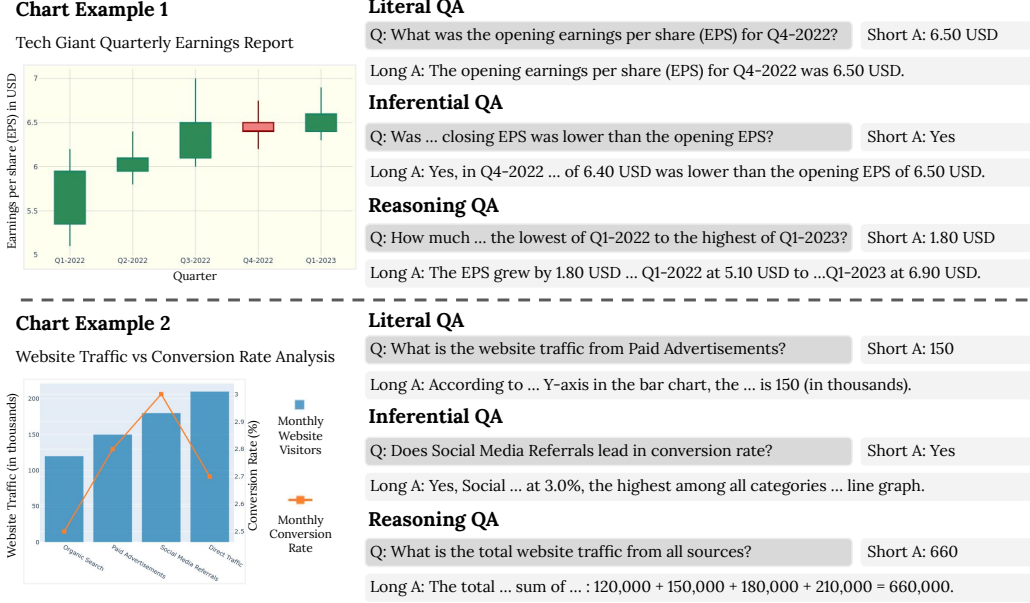 Chart Example 1
Tech Giant Quarterly Earnings Report
Earnings per share (EPS) in USD
7
6.5
6
5.5
5
Q1-2022
Q2-2022
Q3-2022
Q4-2022
Q1-2023
Quarter
Literal QA
Q: What was the opening earnings per share (EPS) for Q4-2022?
Short A: 6.50 USD
Long A: The opening earnings per share (EPS) for Q4-2022 was 6.50 USD.
Inferential QA
Q: Was ... closing EPS was lower than the opening EPS?
Short A: Yes
Long A: Yes, in Q4-2022 ... of 6.40 USD was lower than the opening EPS of 6.50 USD.
Reasoning QA
Q: How much ... the lowest of Q1-2022 to the highest of Q1-2023?
Short A: 1.80 USD
Long A: The EPS grew by 1.80 USD ... Q1-2022 at 5.10 USD to ...Q1-2023 at 6.90 USD.
Chart Example 2
Website Traffic vs Conversion Rate Analysis
Website Traffic (in thousands)
200
150
100
50
0
Organic Search
Paid Advertisements
Social Media Referrals
Direct Traffic
3
2.9
2.8
2.7
2.6
2.5
Conversion Rate (%)
Monthly
Website
Visitors
Monthly
Conversion
Rate
Literal QA
Q: What is the website traffic from Paid Advertisements?
Short A: 150
Long A: According to ... Y-axis in the bar chart, the ... is 150 (in thousands).
Inferential QA
Q: Does Social Media Referrals lead in conversion rate?
Short A: Yes
Long A: Yes, Social ... at 3.0%, the highest among all categories ... line graph.
Reasoning QA
Q: What is the total website traffic from all sources?
Short A: 660
Long A: The total ... sum of ... : 120,000 + 150,000 + 180,000 + 210,000 = 660,000.